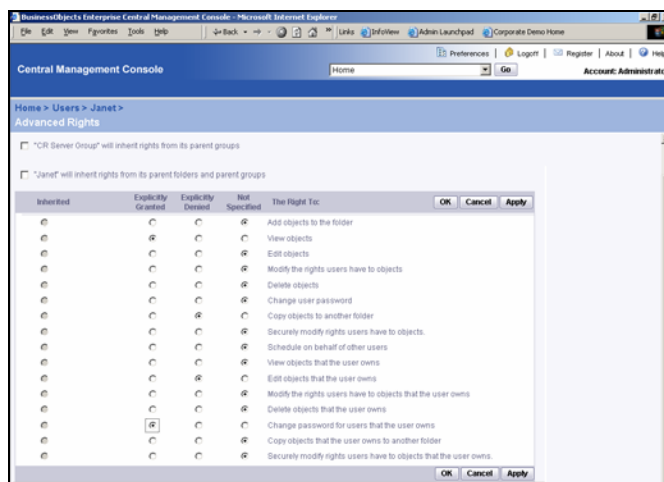 BusinessObjects Enterprise Central Management Console - Microsoft Internet Explorer
File Edit View Favorites Tools Help Back Links InfoView Admin Launchpad Corporate Demo Home
Preferences | Logoff | Register | About | Help
Central Management Console Home Go Account: Administrato
Home > Users > Janet >
Advanced Rights
"CR Server Group" will inherit rights from its parent groups
"Janet" will inherit rights from its parent folders and parent groups
Inherited Explicitly Granted Explicitly Denied Not Specified The Right To: OK Cancel Apply
Add objects to the folder
View objects
Edit objects
Modify the rights users have to objects
Delete objects
Change user password
Copy objects to another folder
Securely modify rights users have to objects.
Schedule on behalf of other users
View objects that the user owns
Edit objects that the user owns
Modify the rights users have to objects that the user owns
Delete objects that the user owns
Change password for users that the user owns
Copy objects that the user owns to another folder
Securely modify rights users have to objects that the user owns.
OK Cancel Apply